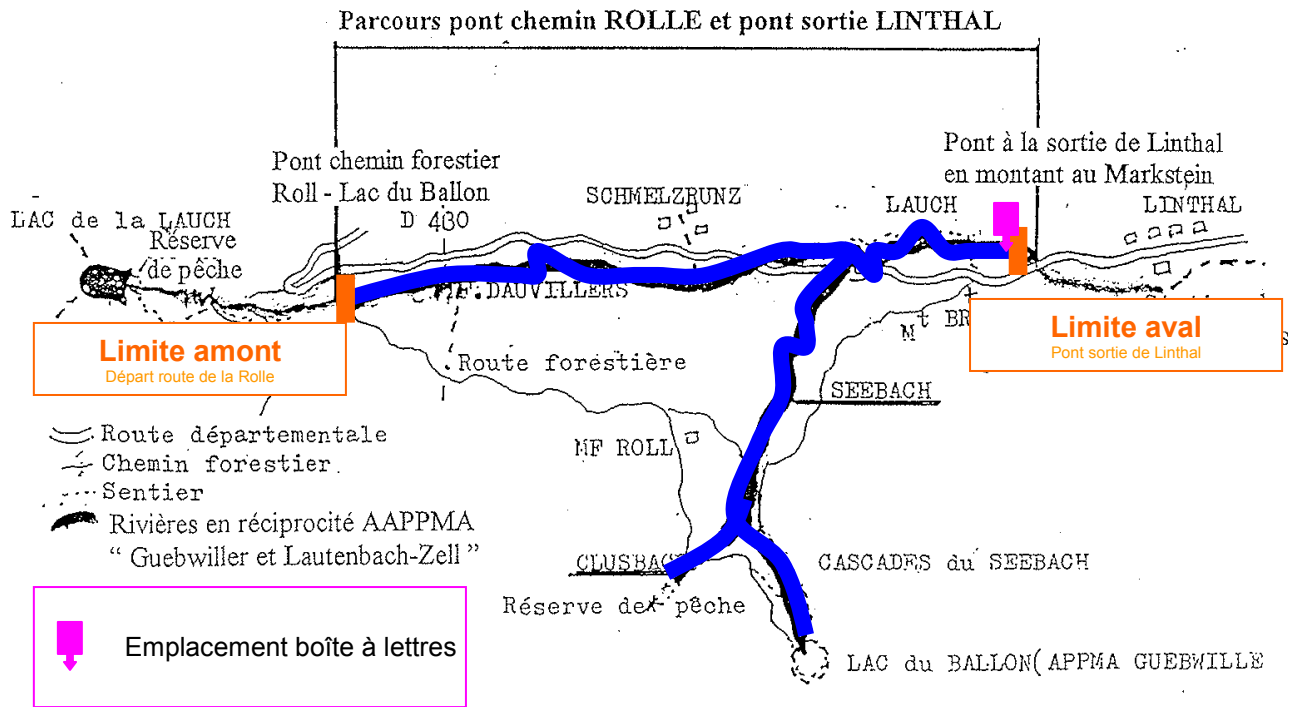 Parcours pont chemin ROLLE et pont sortie LINTHAL
Pont chemin forestier
Roll - Lac du Ballon
Pont à la sortie de Linthal
en montant au Markstein
LAC de la LAUCH
Réserve
de pêche
D 430
SCHMELZRUNZ
LAUCH
LINTHAL
DAUVILLERS
Limite amont
Départ route de la Rolle
Limite aval
Pont sortie de Linthal
Mt
Route forestière
SEEBACH
Route départementale
Chemin forestier
Sentier
Rivières en réciprocité AAPPMA
“ Guebwiller et Lautenbach-Zell ”
MF ROLL
CLUSBACH
CASCADES du SEEBACH
Réserve de pêche
Emplacement boîte à lettres
LAC du BALLON( APPMA GUEBWILLE